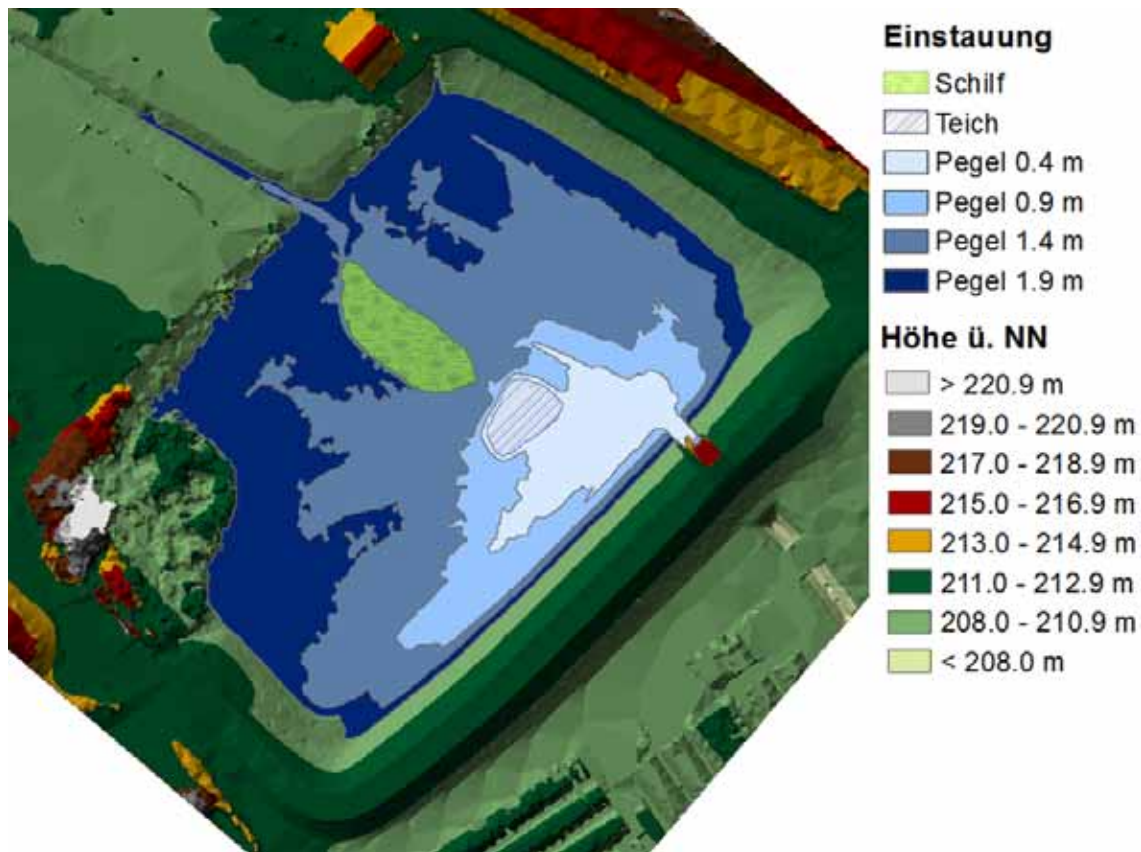 Einstauung
Schilf
Teich
Pegel 0.4 m
Pegel 0.9 m
Pegel 1.4 m
Pegel 1.9 m
Höhe ü. NN
> 220.9 m
219.0 - 220.9 m
217.0 - 218.9 m
215.0 - 216.9 m
213.0 - 214.9 m
211.0 - 212.9 m
208.0 - 210.9 m
< 208.0 m